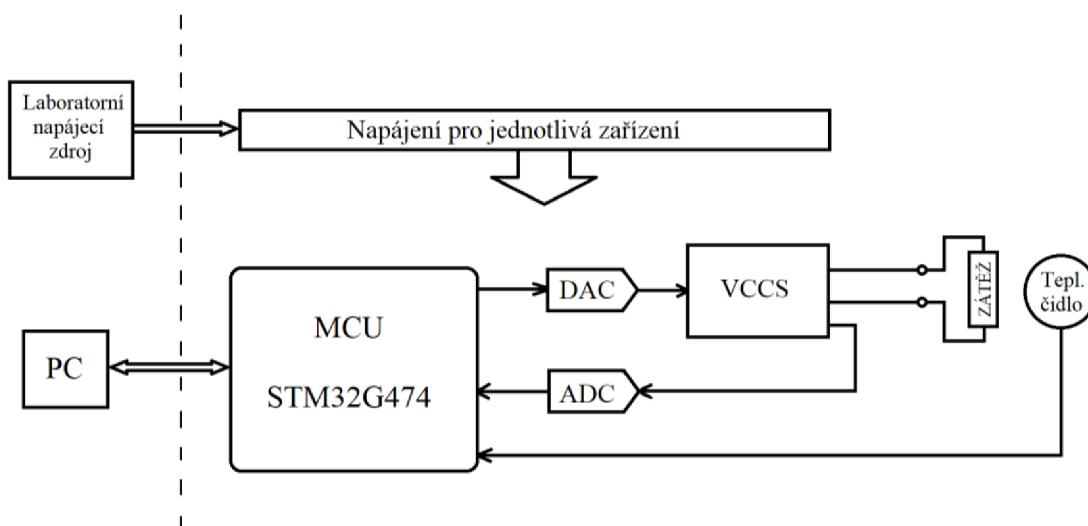 Laboratorní
napájecí
zdroj
Napájení pro jednotlivá zařízení
PC
MCU
STM32G474
DAC
ADC
VCCS
ZÁTĚŽ
Tepl.
čidlo